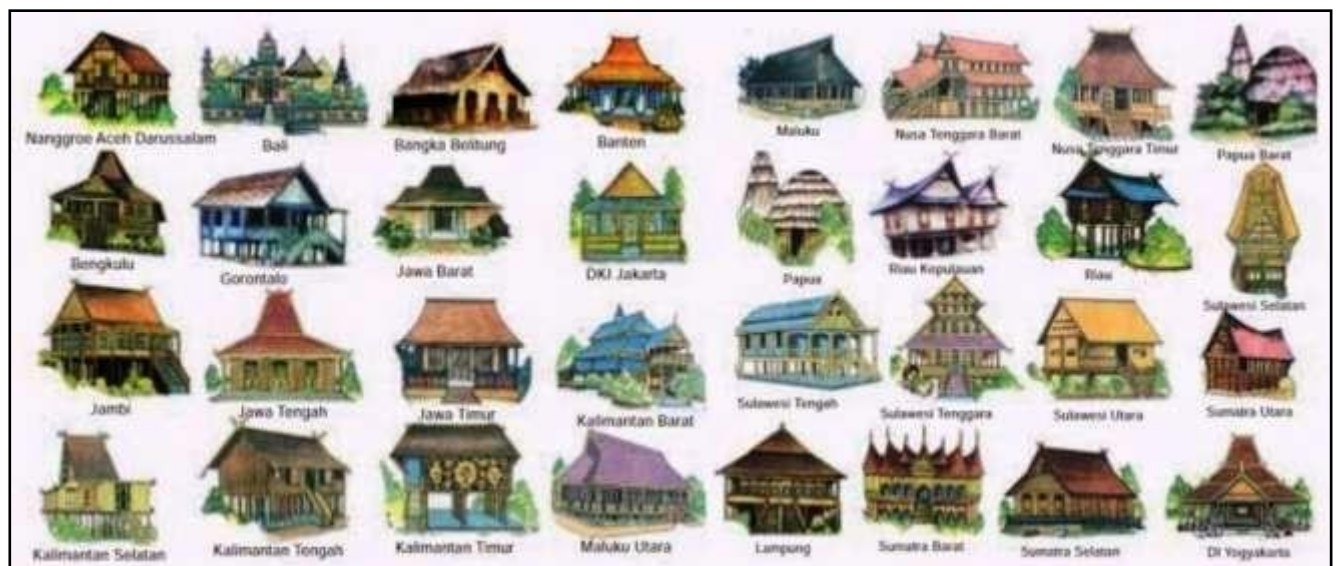 Nanggroe Aceh Darussalam
Bali
Bangka Belitung
Banten
Maluku
Nusa Tenggara Barat
Nusa Tenggara Timur
Papua Barat
Bengkulu
Gorontalo
Jawa Barat
DKI Jakarta
Papua
Riau Kepulauan
Riau
Sulawesi Selatan
Jambi
Jawa Tengah
Jawa Timur
Kalimantan Barat
Sulawesi Tengah
Sulawesi Tenggara
Sulawesi Utara
Sumatra Utara
Kalimantan Selatan
Kalimantan Tengah
Kalimantan Timur
Maluku Utara
Lampung
Sumatra Barat
Sumatra Selatan
DI Yogyakarta